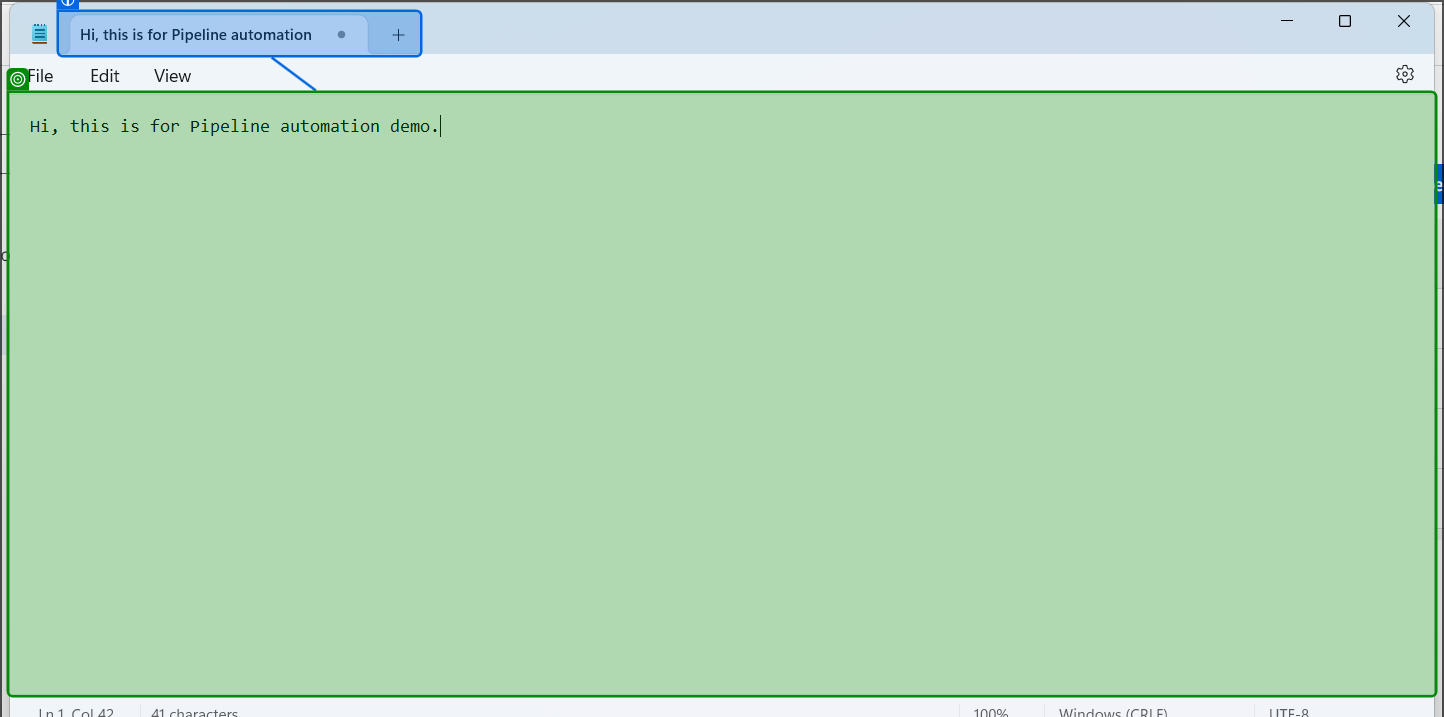 Hi, this is for Pipeline automation
File Edit View
Hi, this is for Pipeline automation demo.
Ln 1, Col 42 41 characters 100% Windows (CRLF) UTF-8